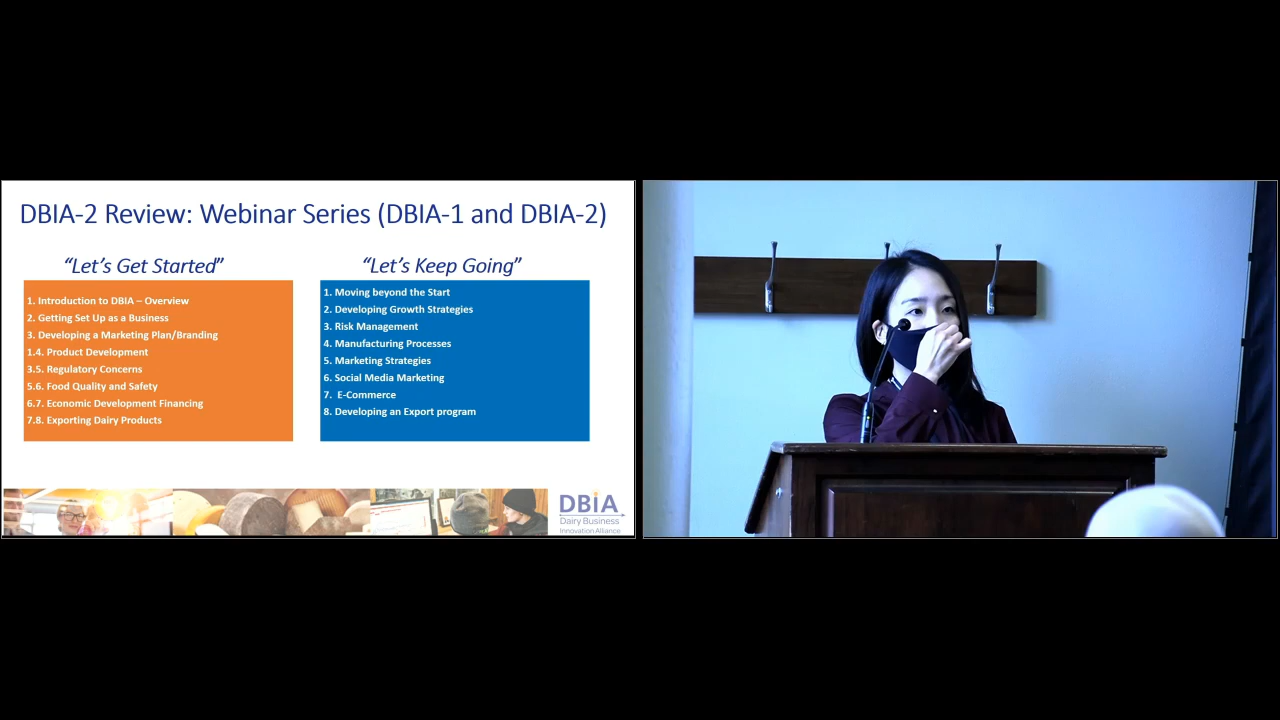 DBIA-2 Review: Webinar Series (DBIA-1 and DBIA-2)
“Let’s Get Started”
1. Introduction to DBIA – Overview
2. Getting Set Up as a Business
3. Developing a Marketing Plan/Branding
1.4. Product Development
3.5. Regulatory Concerns
5.6. Food Quality and Safety
6.7. Economic Development Financing
7.8. Exporting Dairy Products
“Let’s Keep Going”
1. Moving beyond the Start
2. Developing Growth Strategies
3. Risk Management
4. Manufacturing Processes
5. Marketing Strategies
6. Social Media Marketing
7. E-Commerce
8. Developing an Export program
DBiA
Dairy Business
Innovation Alliance